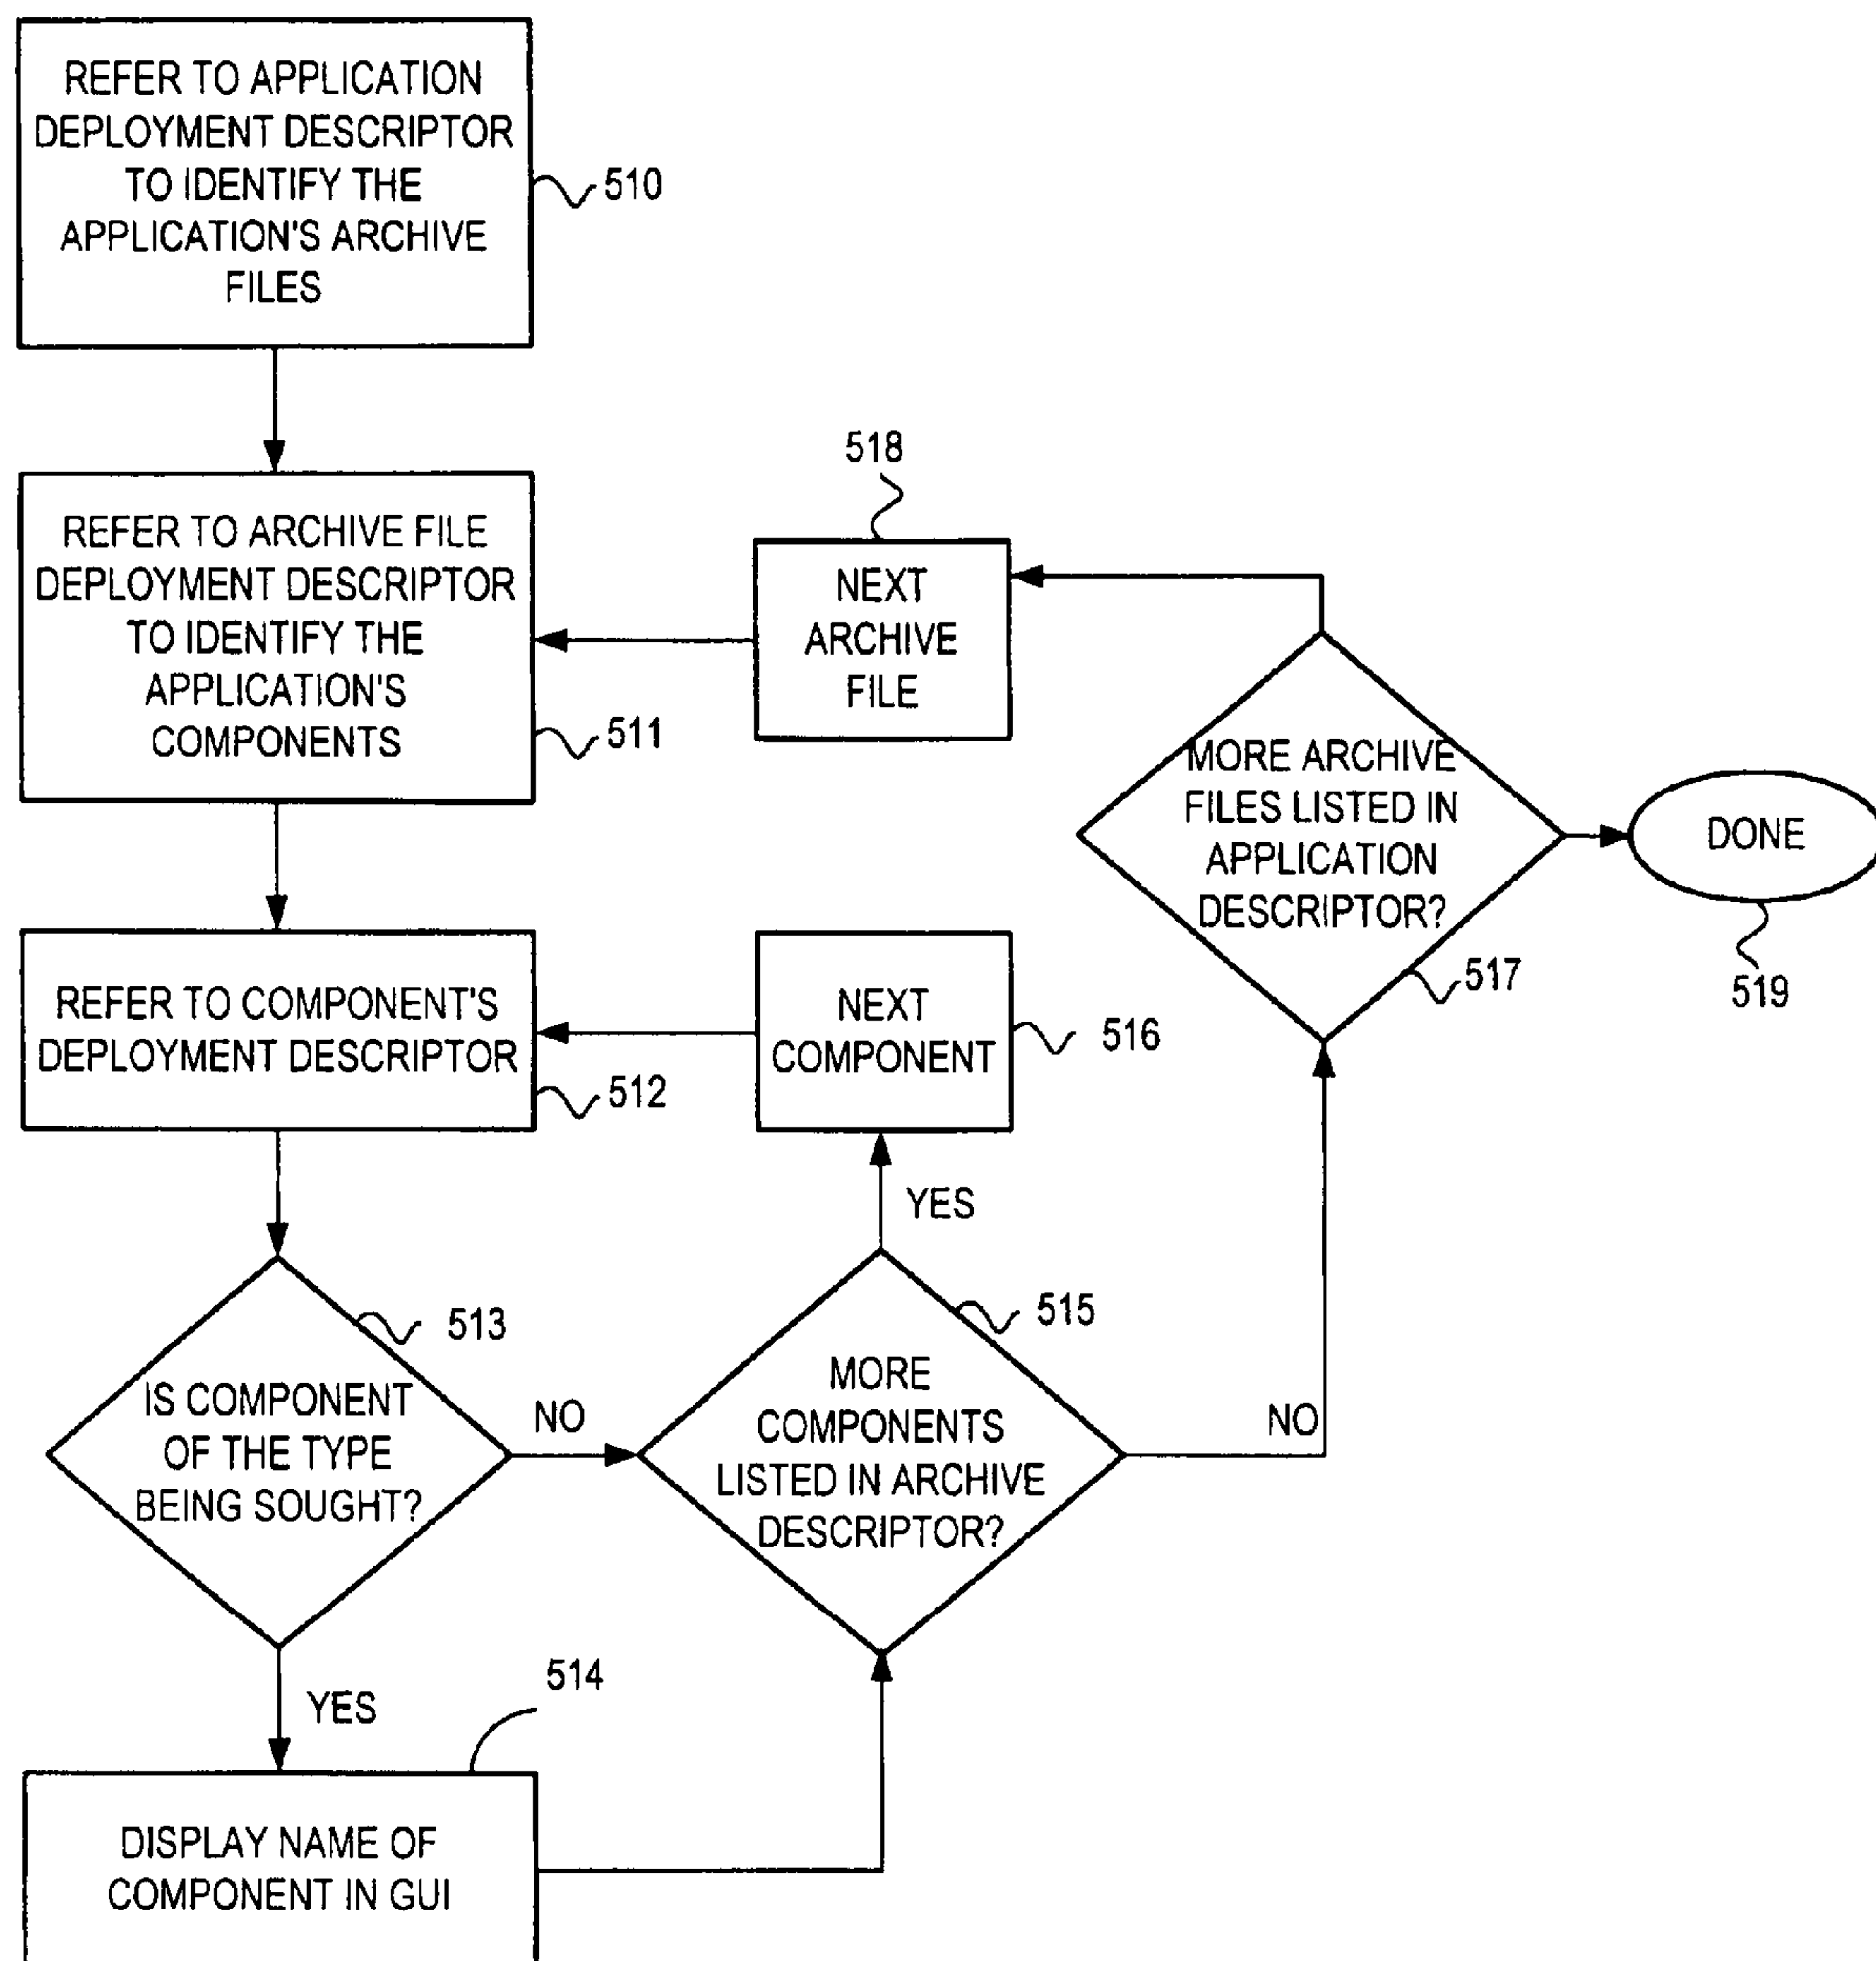 REFER TO APPLICATION
DEPLOYMENT DESCRIPTOR
TO IDENTIFY THE
APPLICATION'S ARCHIVE
FILES
510
REFER TO ARCHIVE FILE
DEPLOYMENT DESCRIPTOR
TO IDENTIFY THE
APPLICATION'S
COMPONENTS
511
518
NEXT
ARCHIVE
FILE
MORE ARCHIVE
FILES LISTED IN
APPLICATION
DESCRIPTOR?
517
DONE
519
REFER TO COMPONENT'S
DEPLOYMENT DESCRIPTOR
512
NEXT
COMPONENT
516
YES
513
IS COMPONENT
OF THE TYPE
BEING SOUGHT?
NO
515
MORE
COMPONENTS
LISTED IN ARCHIVE
DESCRIPTOR?
NO
YES
514
DISPLAY NAME OF
COMPONENT IN GUI